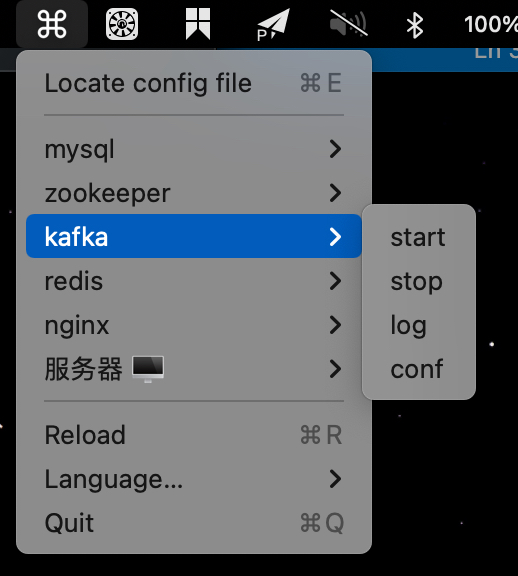 P
100%
Ln
Locate config file ⌘ E
mysql
zookeeper
kafka
start
stop
log
conf
redis
nginx
服务器
Reload ⌘ R
Language...
Quit ⌘ Q